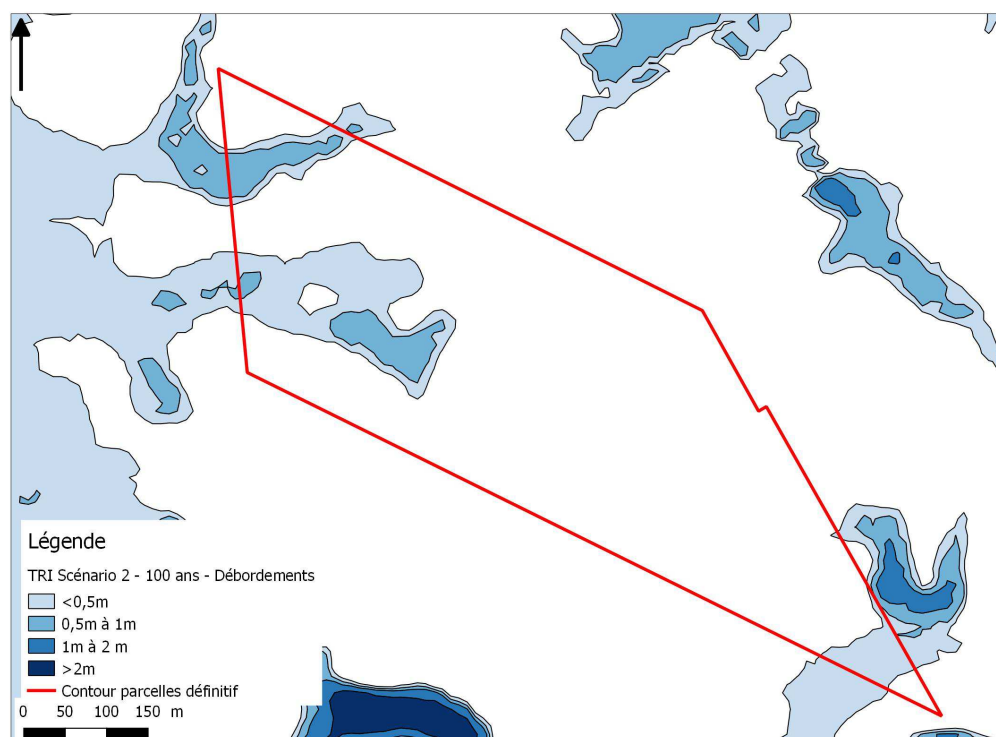 Légende
TRI Scénario 2 - 100 ans - Débordements
<0,5m
0,5m à 1m
1m à 2 m
>2m
Contour parcelles définitif
0 50 100 150 m